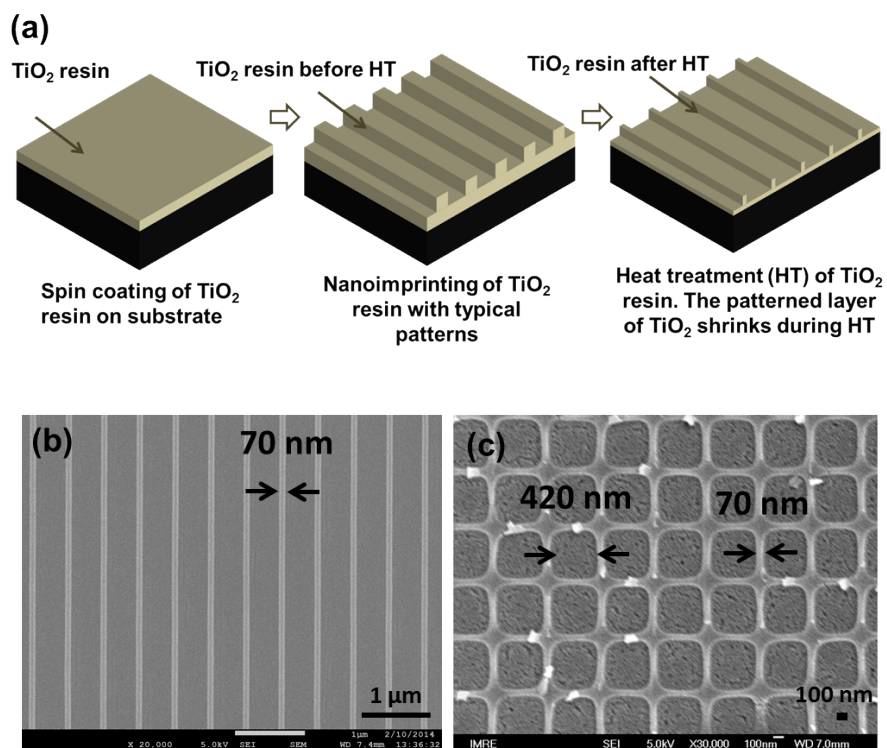 (a)
TiO2 resin
TiO2 resin before HT
TiO2 resin after HT
Spin coating of TiO2
resin on substrate
Nanoimprinting of TiO2
resin with typical
patterns
Heat treatment (HT) of TiO2
resin. The patterned layer
of TiO2 shrinks during HT
(b)
70 nm
1 µm
X 20,000 5.0kV SEI SEM 1µm 2/10/2014
WD 7.4mm 13:36:32
(c)
420 nm
70 nm
100 nm
IMRE SEI 5.0kV X30,000 100nm WD 7.0mm